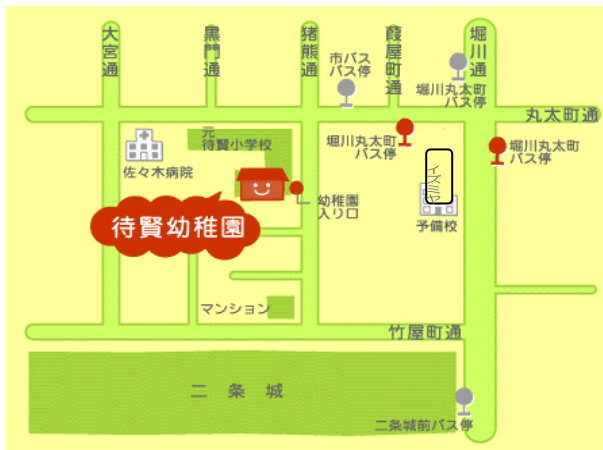 大宮通
黒門通
猪熊通
葭屋町通
堀川通
市バス
バス停
堀川丸太町
バス停
丸太町通
元
待賢小学校
堀川丸太町
バス停
堀川丸太町
バス停
佐々木病院
イズミヤ
幼稚園
入り口
予備校
待賢幼稚園
マンション
竹屋町通
二条城
二条城前バス停